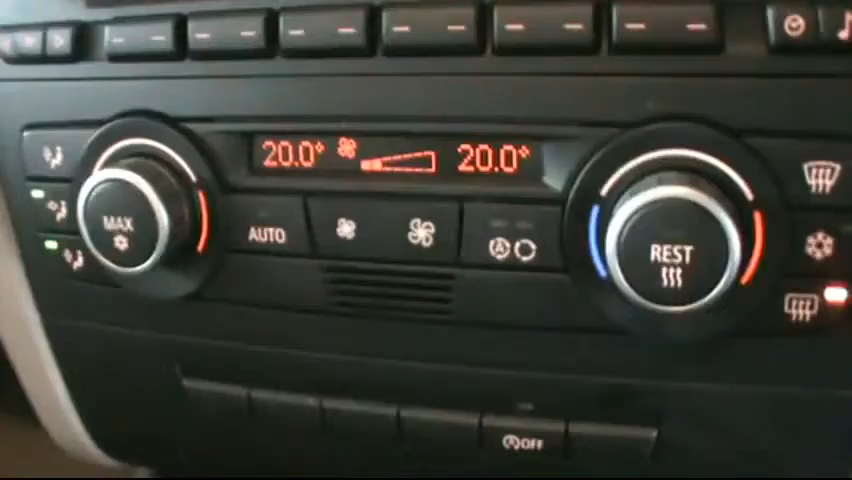 20.0° 20.0°
MAX
AUTO
A
REST
A OFF